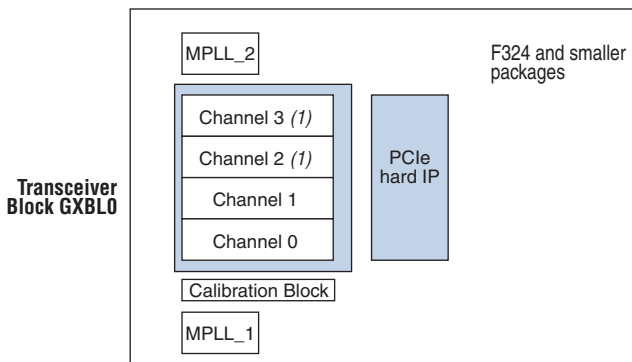 MPLL_2
F324 and smaller
packages
Channel 3 (1)
Channel 2 (1)
Channel 1
Channel 0
PCIe
hard IP
Transceiver
Block GXBL0
Calibration Block
MPLL_1